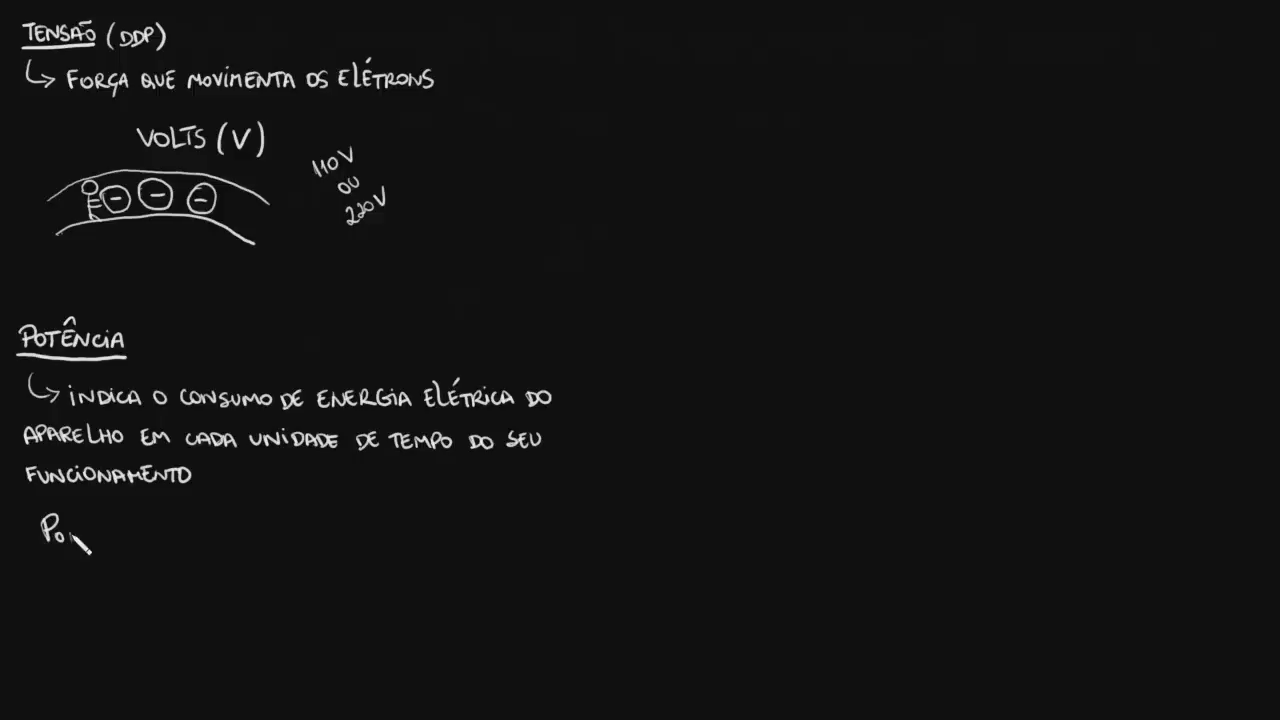 TENSÃO (DDP)
FORÇA QUE MOVIMENTA OS ELÉTRONS
VOLTS (V)
110V
OU
220V
POTÊNCIA
INDICA O CONSUMO DE ENERGIA ELÉTRICA DO
APARELHO EM CADA UNIDADE DE TEMPO DO SEU
FUNCIONAMENTO
Po